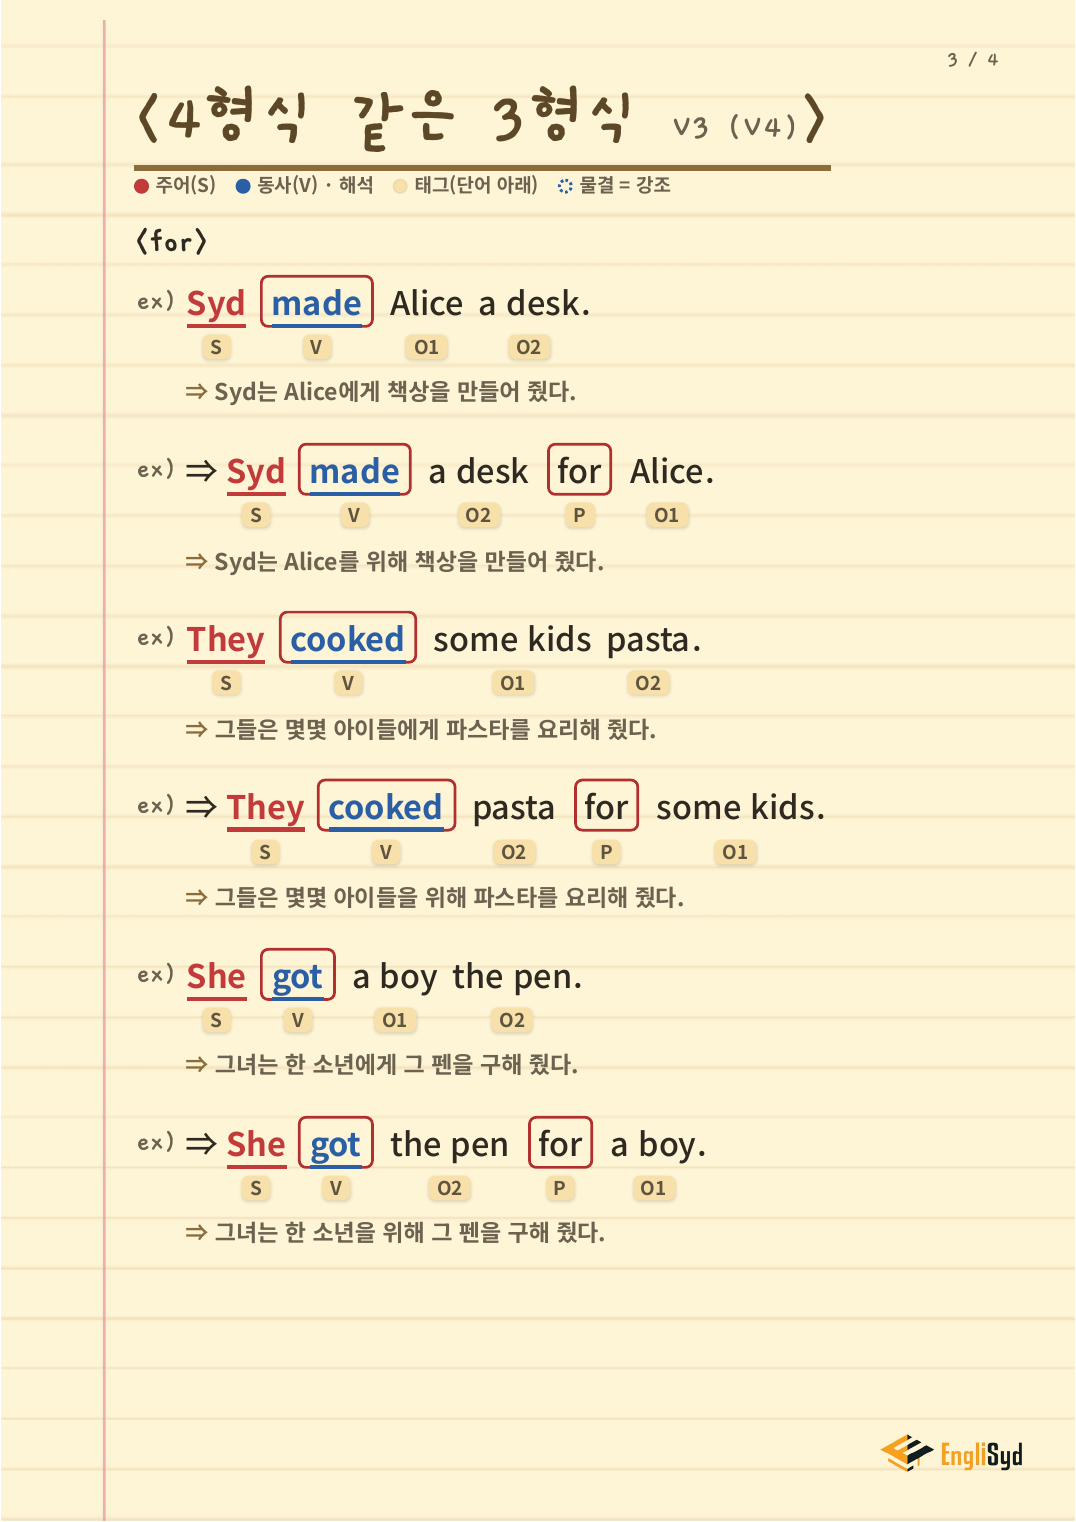 3 / 4
<4형식 같은 3형식 V3 (V4)>
주어(S) 동사(V) · 해석 태그(단어 아래) 물결 = 강조
<for>
ex) Syd made Alice a desk.
S V O1 O2
⇒ Syd는 Alice에게 책상을 만들어 줬다.
ex) ⇒ Syd made a desk for Alice.
S V O2 P O1
⇒ Syd는 Alice를 위해 책상을 만들어 줬다.
ex) They cooked some kids pasta.
S V O1 O2
⇒ 그들은 몇몇 아이들에게 파스타를 요리해 줬다.
ex) ⇒ They cooked pasta for some kids.
S V O2 P O1
⇒ 그들은 몇몇 아이들을 위해 파스타를 요리해 줬다.
ex) She got a boy the pen.
S V O1 O2
⇒ 그녀는 한 소년에게 그 펜을 구해 줬다.
ex) ⇒ She got the pen for a boy.
S V O2 P O1
⇒ 그녀는 한 소년을 위해 그 펜을 구해 줬다.
EngliSyd